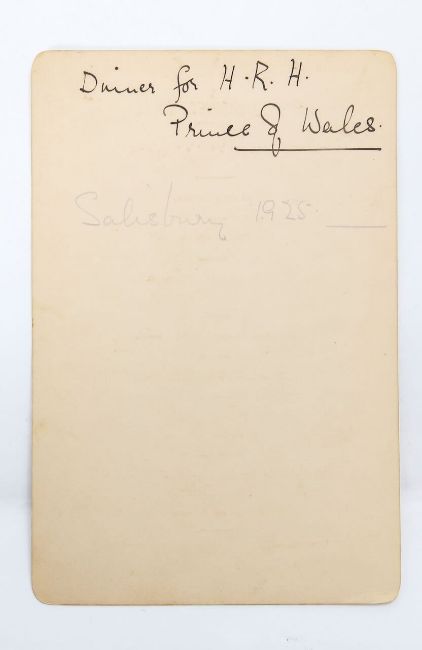 Dinner for H.R.H.
Prince of Wales.
Salisbury 1925